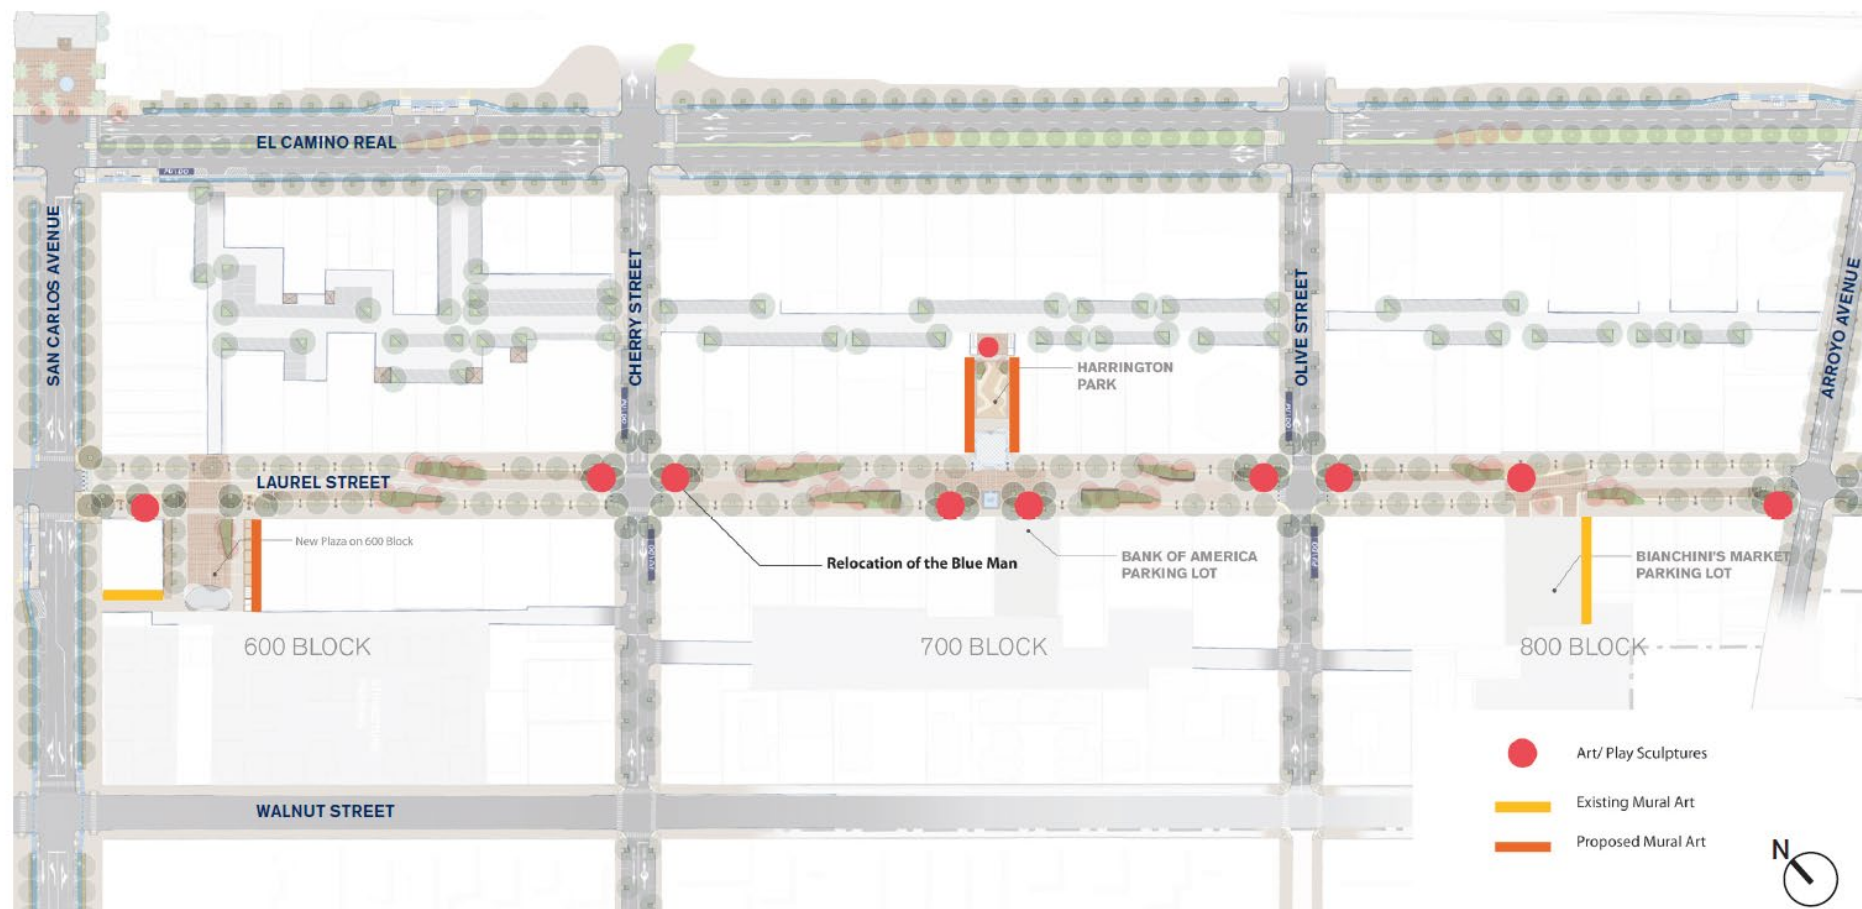 EL CAMINO REAL
SAN CARLOS AVENUE
CHERRY STREET
OLIVE STREET
ARROYO AVENUE
HARRINGTON
PARK
LAUREL STREET
New Plaza on 600 Block
Relocation of the Blue Man
BANK OF AMERICA
PARKING LOT
BIANCHINI'S MARKET
PARKING LOT
600 BLOCK
700 BLOCK
800 BLOCK
WALNUT STREET
Art/ Play Sculptures
Existing Mural Art
Proposed Mural Art
N